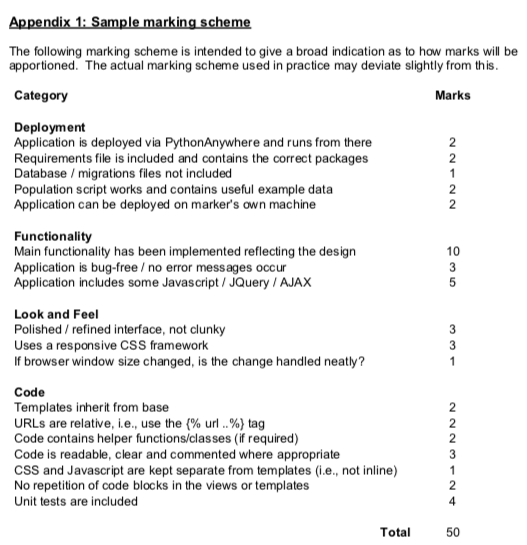 Appendix 1: Sample marking scheme
The following marking scheme is intended to give a broad indication as to how marks will be
apportioned. The actual marking scheme used in practice may deviate slightly from this.
Category Marks
Deployment
Application is deployed via PythonAnywhere and runs from there 2
Requirements file is included and contains the correct packages 2
Database / migrations files not included 1
Population script works and contains useful example data 2
Application can be deployed on marker's own machine 2
Functionality
Main functionality has been implemented reflecting the design 10
Application is bug-free / no error messages occur 3
Application includes some Javascript / JQuery / AJAX 5
Look and Feel
Polished / refined interface, not clunky 3
Uses a responsive CSS framework 3
If browser window size changed, is the change handled neatly? 1
Code
Templates inherit from base 2
URLs are relative, i.e., use the {% url ..%} tag 2
Code contains helper functions/classes (if required) 2
Code is readable, clear and commented where appropriate 3
CSS and Javascript are kept separate from templates (i.e., not inline) 1
No repetition of code blocks in the views or templates 2
Unit tests are included 4
Total 50